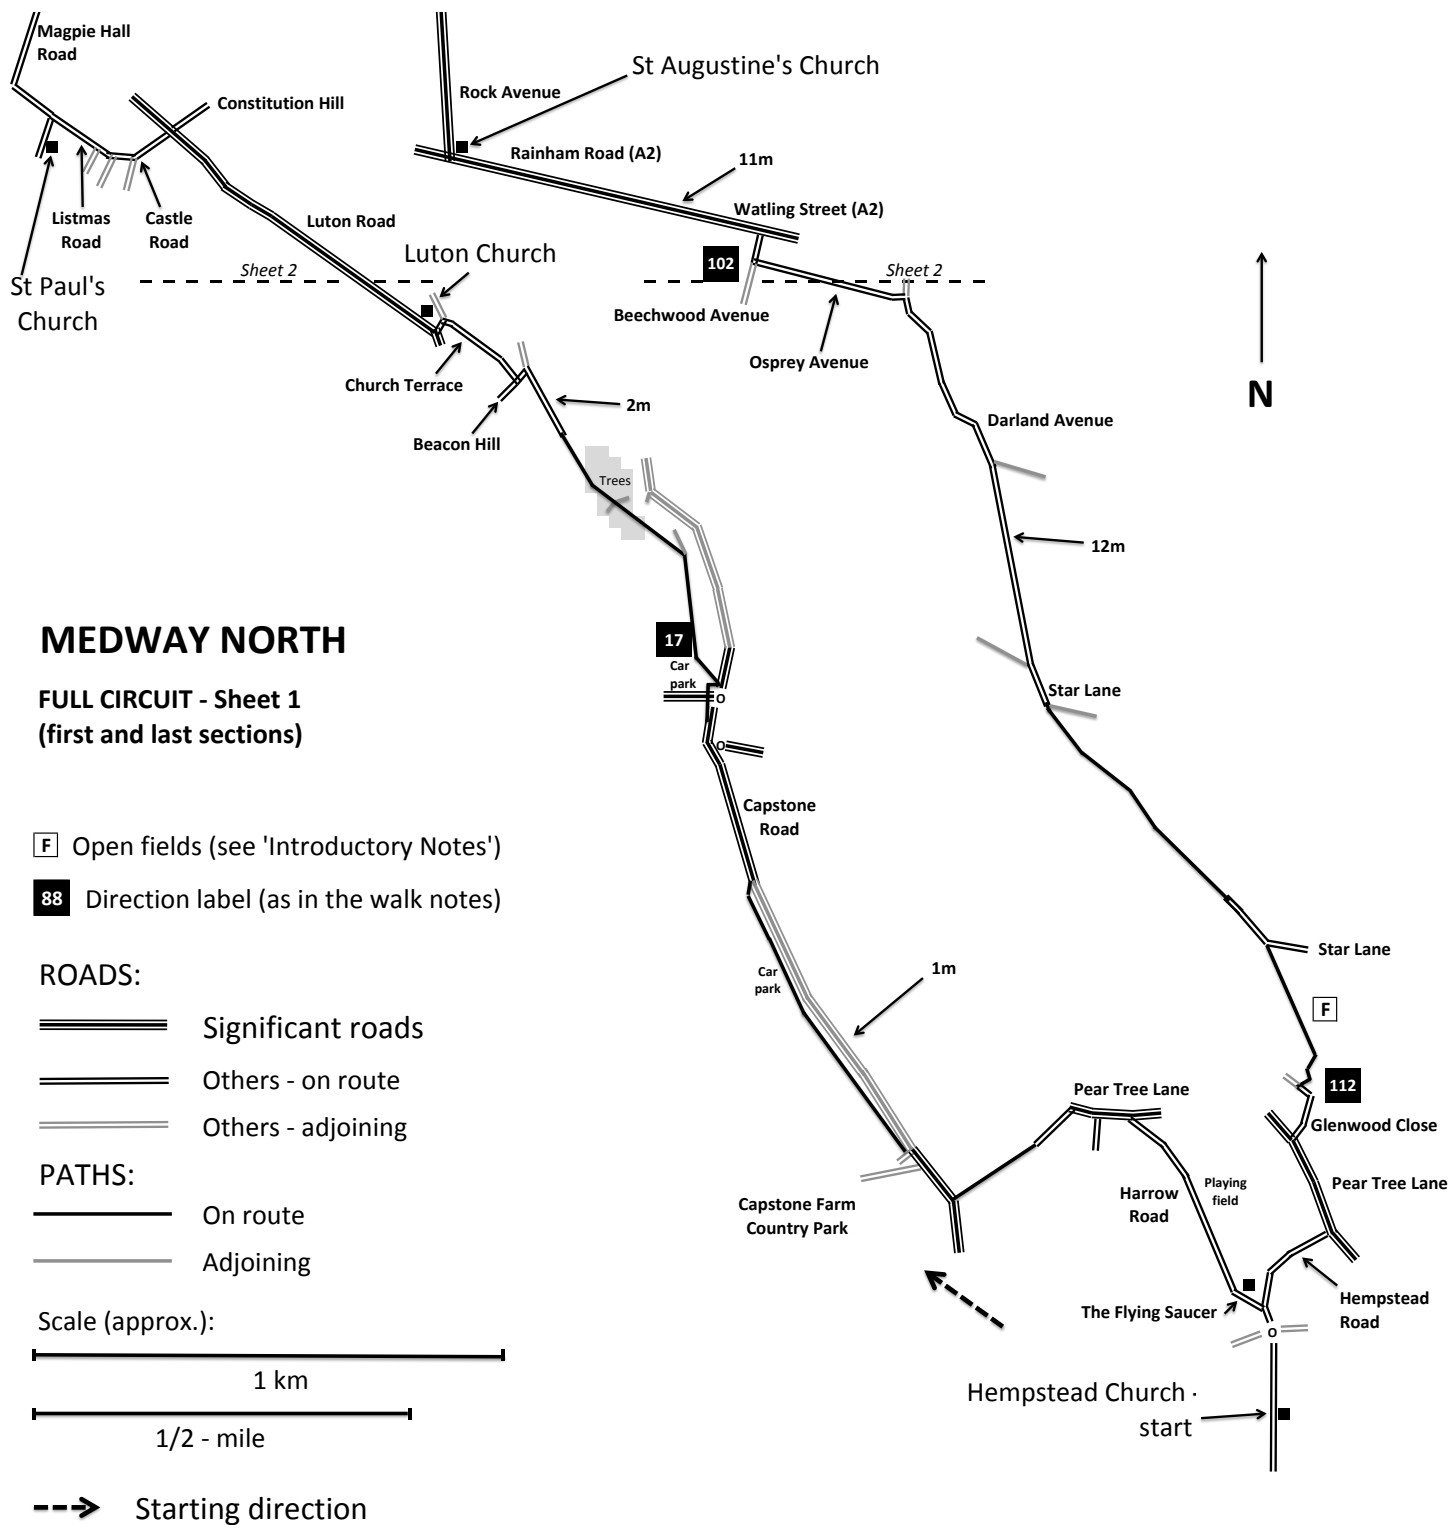 Magpie Hall
Road
St Augustine's Church
Rock Avenue
Constitution Hill
Rainham Road (A2)
11m
Listmas
Road
Castle
Road
Luton Road
Watling Street (A2)
Luton Church
102
Sheet 2
Sheet 2
St Paul's
Church
Beechwood Avenue
Osprey Avenue
Church Terrace
N
2m
Darland Avenue
Beacon Hill
Trees
12m
MEDWAY NORTH
17
Car
park
O
FULL CIRCUIT - Sheet 1
(first and last sections)
Star Lane
O
Capstone
Road
F Open fields (see 'Introductory Notes')
88 Direction label (as in the walk notes)
Star Lane
ROADS:
Car
park
1m
F
Significant roads
Others - on route
Others - adjoining
112
Pear Tree Lane
Glenwood Close
PATHS:
On route
Adjoining
Capstone Farm
Country Park
Harrow
Road
Playing
field
Pear Tree Lane
Scale (approx.):
1 km
1/2 - mile
The Flying Saucer
Hempstead
Road
O
Hempstead Church -
start
Starting direction